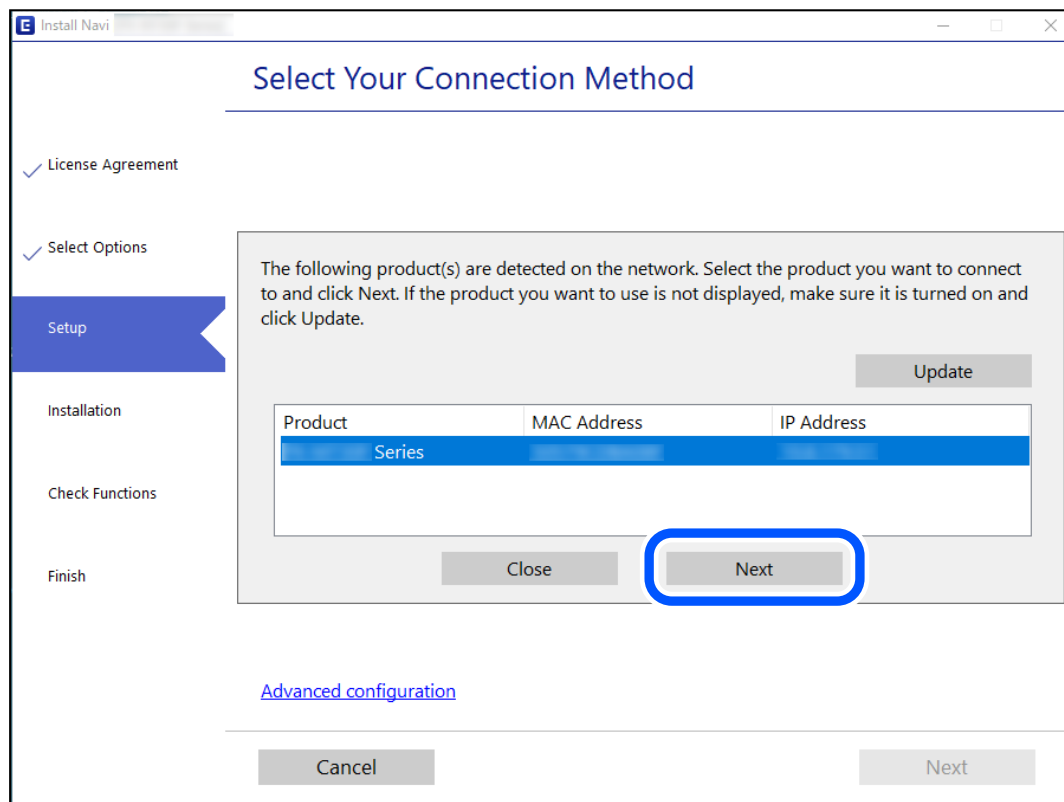 Install Navi
Select Your Connection Method
License Agreement
Select Options
Setup
Installation
Check Functions
Finish
The following product(s) are detected on the network. Select the product you want to connect
to and click Next. If the product you want to use is not displayed, make sure it is turned on and
click Update.
Update
Product MAC Address IP Address
Series
Close Next
Advanced configuration
Cancel Next